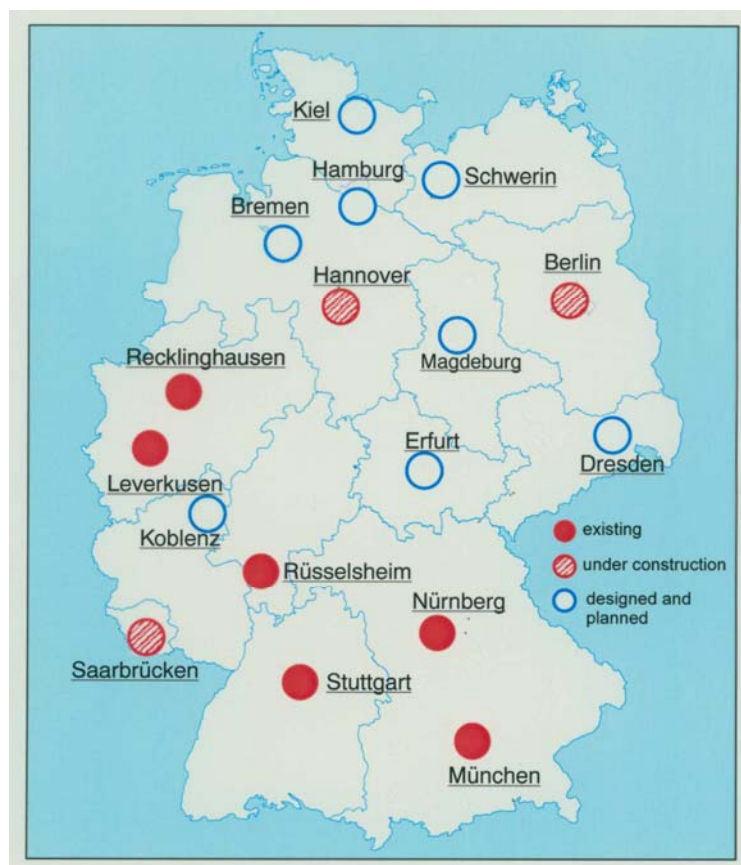 Kiel
Hamburg
Schwerin
Bremen
Hannover
Berlin
Recklinghausen
Magdeburg
Erfurt
Dresden
Leverkusen
Koblenz
existing
Rüsselsheim
under construction
Nürnberg
designed and
planned
Saarbrücken
Stuttgart
München